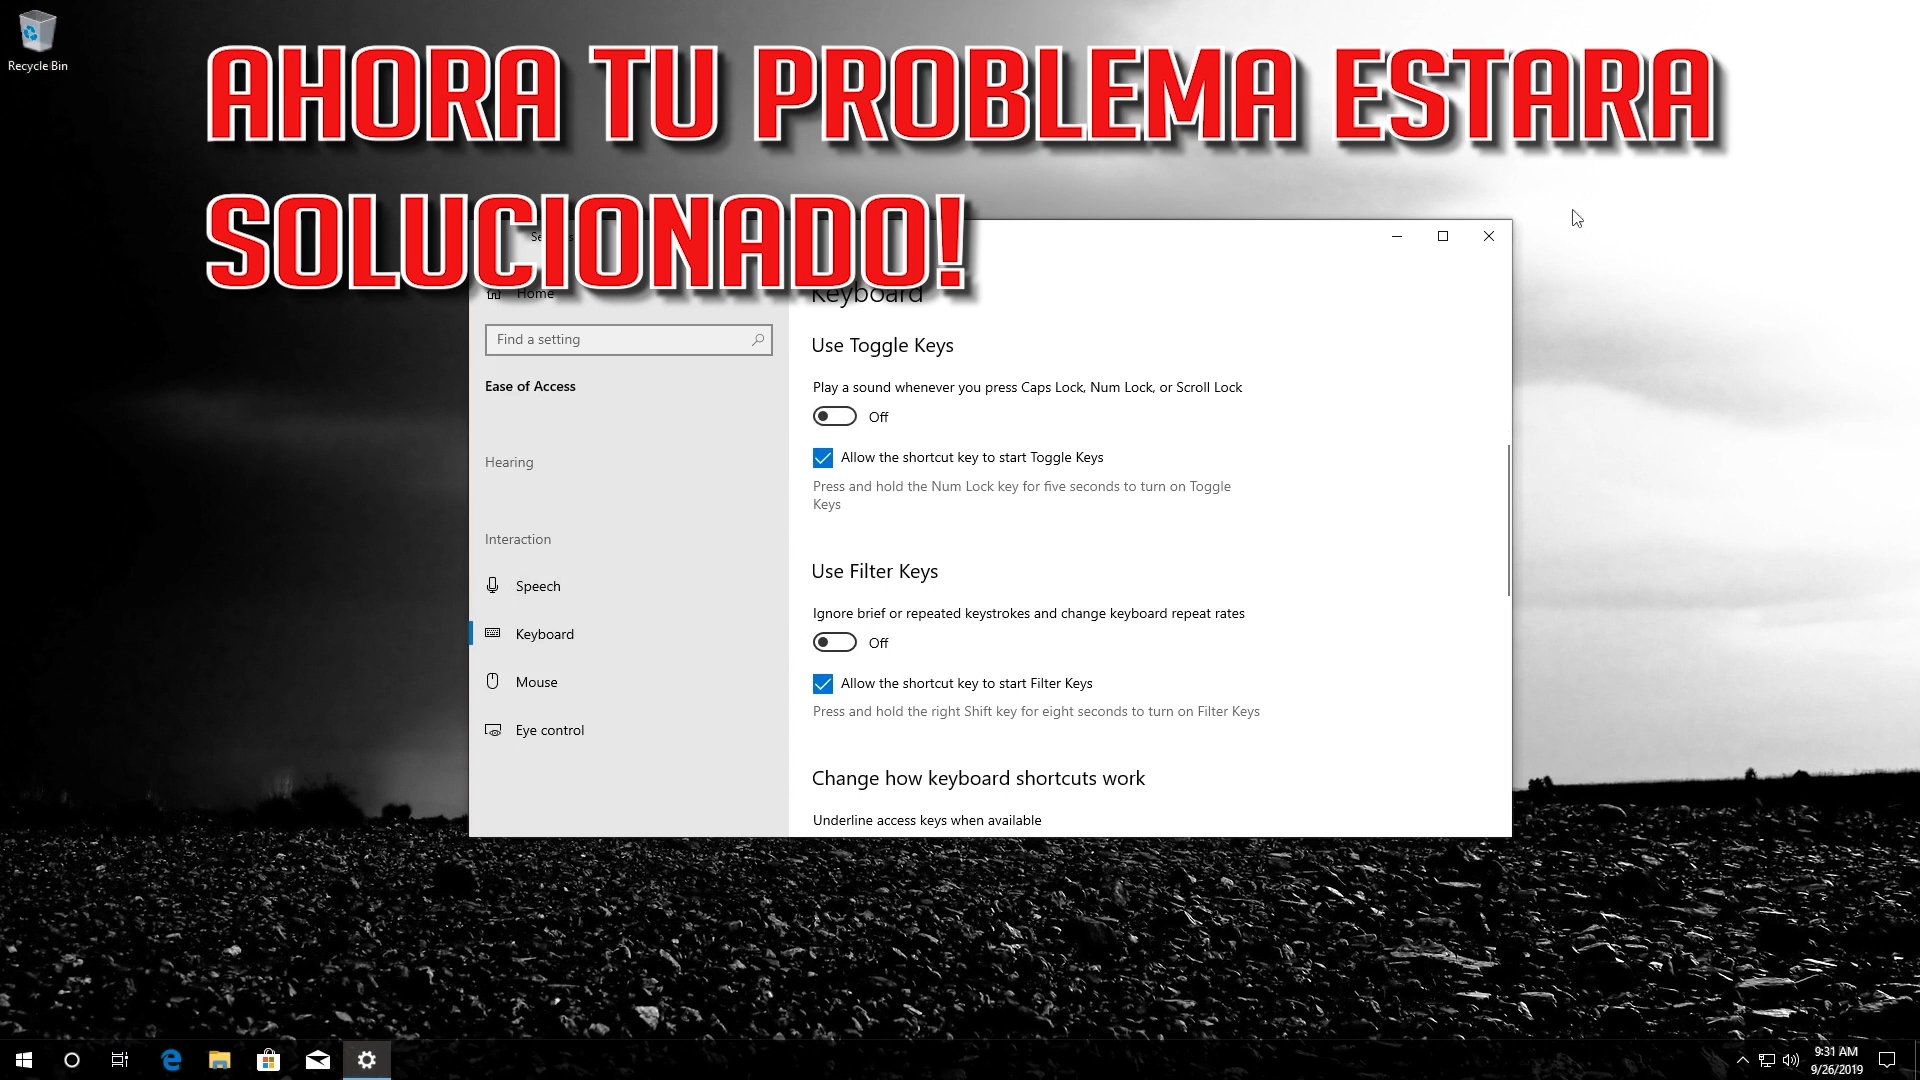 Recycle Bin
AHORA TU PROBLEMA ESTARA
SOLUCIONADO!
Home
Keyboard
Find a setting
Ease of Access
Hearing
Interaction
Speech
Keyboard
Mouse
Eye control
Use Toggle Keys
Play a sound whenever you press Caps Lock, Num Lock, or Scroll Lock
Off
Allow the shortcut key to start Toggle Keys
Press and hold the Num Lock key for five seconds to turn on Toggle
Keys
Use Filter Keys
Ignore brief or repeated keystrokes and change keyboard repeat rates
Off
Allow the shortcut key to start Filter Keys
Press and hold the right Shift key for eight seconds to turn on Filter Keys
Change how keyboard shortcuts work
Underline access keys when available
9:31 AM
9/26/2019